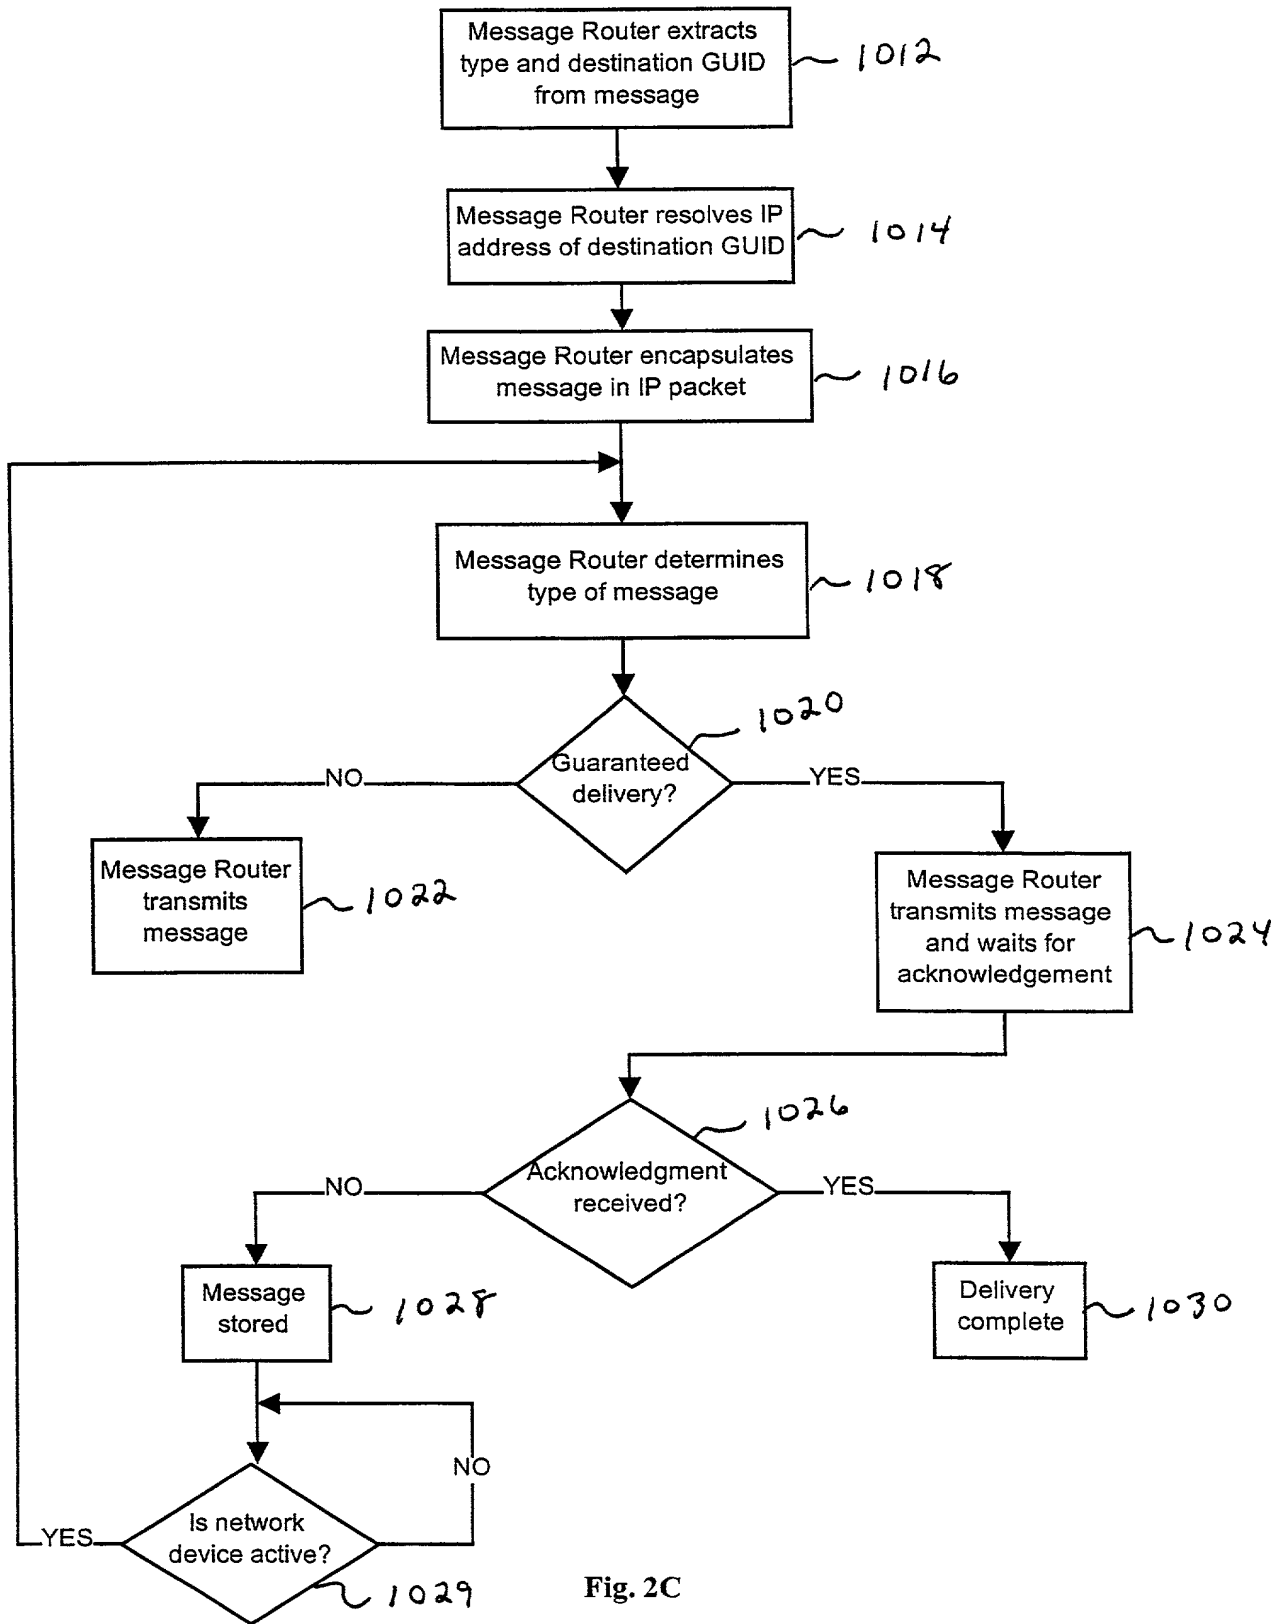 Message Router extracts
type and destination GUID
from message
1012
Message Router resolves IP
address of destination GUID
1014
Message Router encapsulates
message in IP packet
1016
Message Router determines
type of message
1018
1020
Guaranteed
delivery?
NO
YES
Message Router
transmits
message
1022
Message Router
transmits message
and waits for
acknowledgement
1024
1026
Acknowledgment
received?
NO
YES
Message
stored
1028
Delivery
complete
1030
NO
YES
Is network
device active?
1029
Fig. 2C